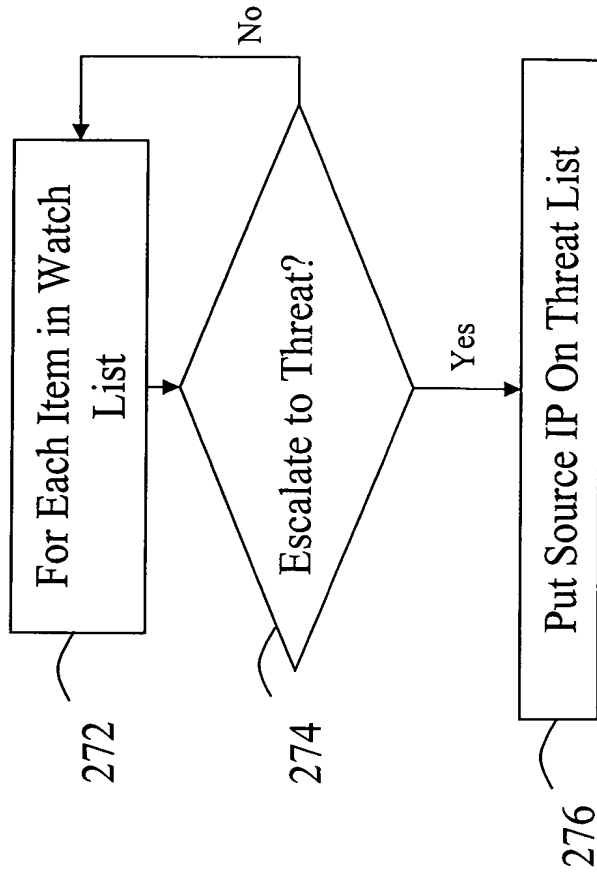 For Each Item in Watch
List
272
No
Escalate to Threat?
274
Yes
Put Source IP On Threat List
276